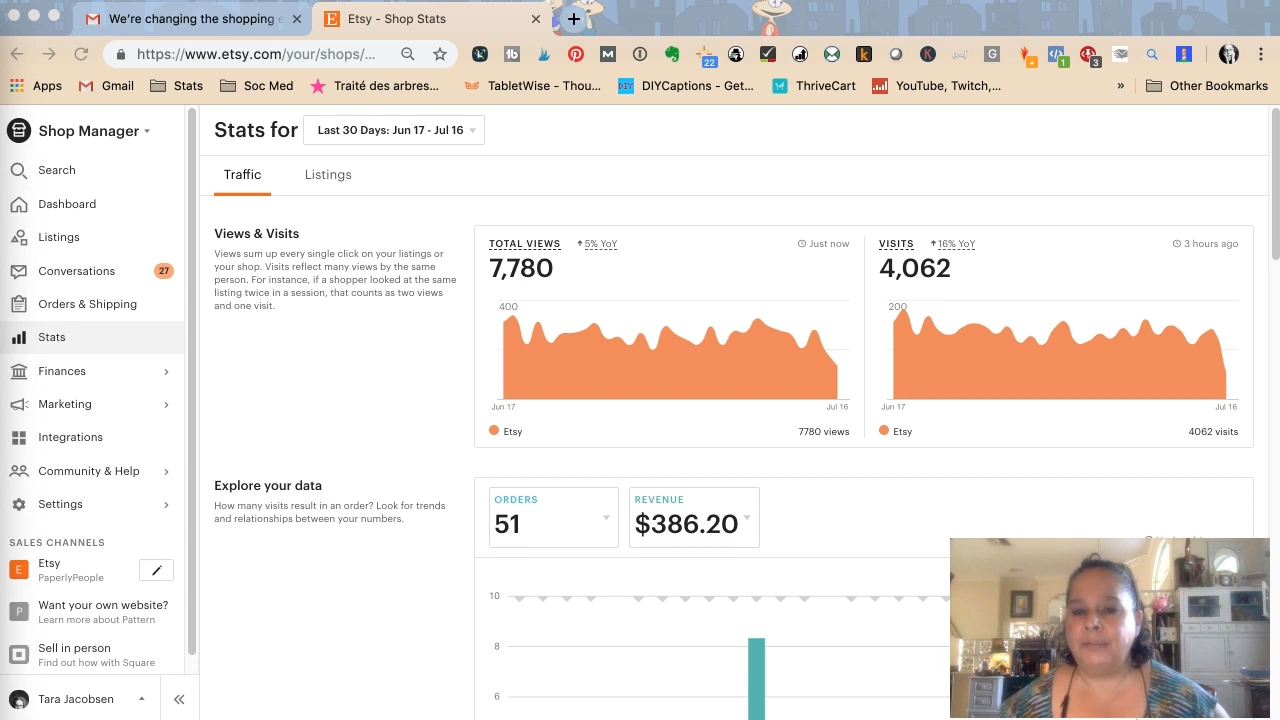 We're changing the shopping e
Etsy - Shop Stats
https://www.etsy.com/your/shops/...
22
1
3
Apps
Gmail
Stats
Soc Med
Traité des arbres...
TabletWise - Thou...
DIYCaptions - Get...
ThriveCart
YouTube, Twitch,...
»
Other Bookmarks
Shop Manager
Search
Dashboard
Listings
Conversations 27
Orders & Shipping
Stats
Finances
Marketing
Integrations
Community & Help
Settings
SALES CHANNELS
E
Etsy
PaperlyPeople
P
Want your own website?
Learn more about Pattern
Sell in person
Find out how with Square
Tara Jacobsen
Stats for Last 30 Days: Jun 17 - Jul 16
Traffic Listings
Views & Visits
Views sum up every single click on your listings or
your shop. Visits reflect many views by the same
person. For instance, if a shopper looked at the same
listing twice in a session, that counts as two views
and one visit.
TOTAL VIEWS 5% YoY Just now
7,780
400
Jun 17 Jul 16
Etsy 7780 views
VISITS 16% YoY 3 hours ago
4,062
200
Jun 17 Jul 16
Etsy 4062 visits
Explore your data
How many visits result in an order? Look for trends
and relationships between your numbers.
ORDERS
51
REVENUE
$386.20
10
8
6